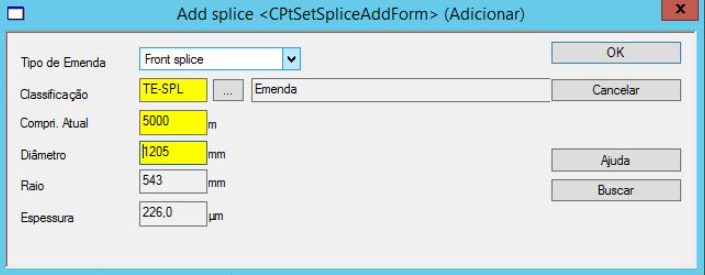 Add splice <CPtSetSpliceAddForm> (Adicionar)
x
Tipo de Emenda Front splice OK
Classificação TE-SPL ... Emenda Cancelar
Compri. Atual 5000 m
Diâmetro 1205 mm Ajuda
Raio 543 mm Buscar
Espessura 226,0 µm